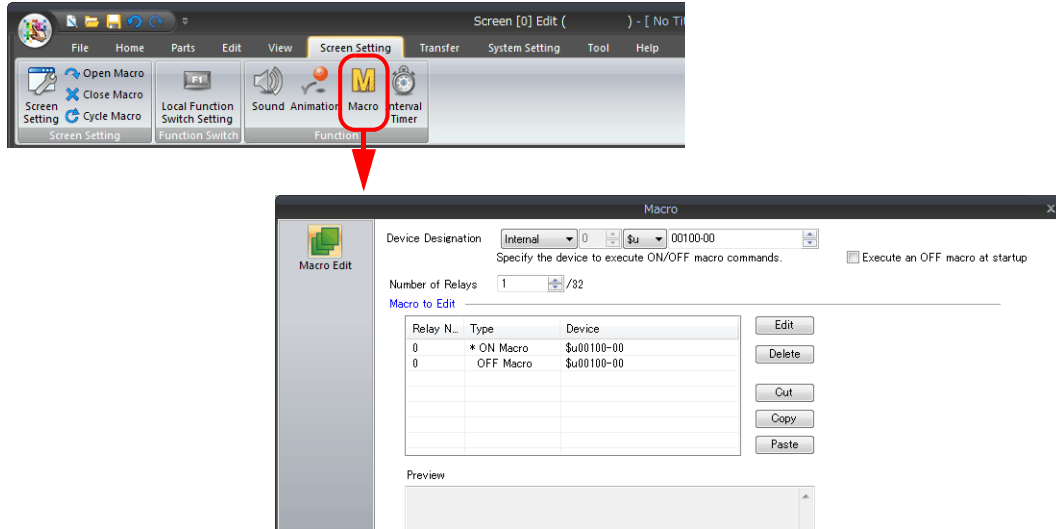 Screen [0] Edit ( ) - [ No Tit
File Home Parts Edit View Screen Setting Transfer System Setting Tool Help
Screen Setting
Open Macro
Close Macro
Cycle Macro
F1
Local Function Switch Setting
Sound Animation Macro Interval Timer
Screen Setting Function Switch Function
Macro
Macro Edit
Device Designation Internal 0 $u 00100-00
Specify the device to execute ON/OFF macro commands.
Execute an OFF macro at startup
Number of Relays 1 /32
Macro to Edit
Relay N... Type Device
0 * ON Macro $u00100-00
0 OFF Macro $u00100-00
Edit
Delete
Cut
Copy
Paste
Preview